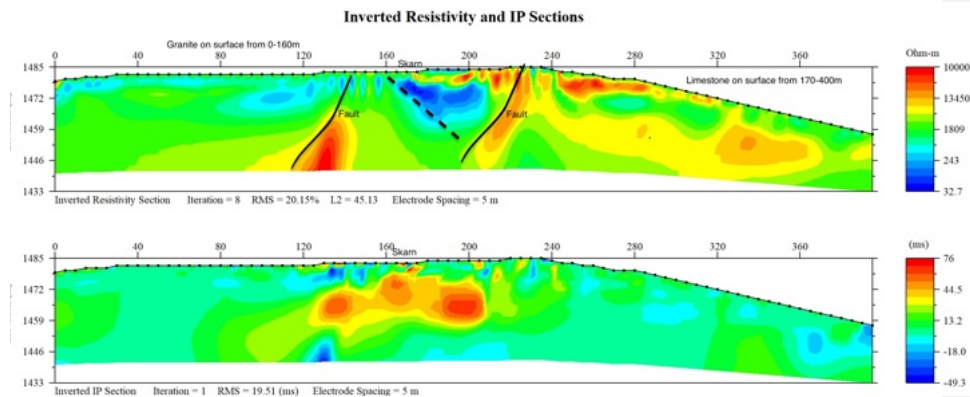 Inverted Resistivity and IP Sections
Granite on surface from 0-160m
0 40 80 120 160 200 240 280 320 360
Skarn
Ohm-m
1485
1472
1459
1446
1433
Fault
Fault
Limestone on surface from 170-400m
10000
13450
1809
243
32.7
Inverted Resistivity Section Iteration = 8 RMS = 20.15% L2 = 45.13 Electrode Spacing = 5 m
0 40 80 120 160 200 240 280 320 360
Skarn
(ms)
1485
1472
1459
1446
1433
76
44.5
13.2
-18.0
-49.3
Inverted IP Section Iteration = 1 RMS = 19.51 (ms) Electrode Spacing = 5 m